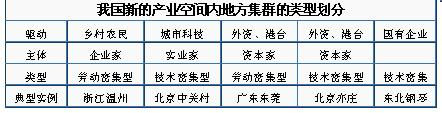 我国新的产业空间内地方集群的类型划分
驱动 乡村农民 城市科技 外资、港台 外资、港台 国有企业
主体 企业家 实业家 资本家 资本家
类型 劳动密集型 技术密集型 劳动密集型 技术密集型 技术密集
典型实例 浙江温州 北京中关村 广东东莞 北京亦庄 东北钢琴